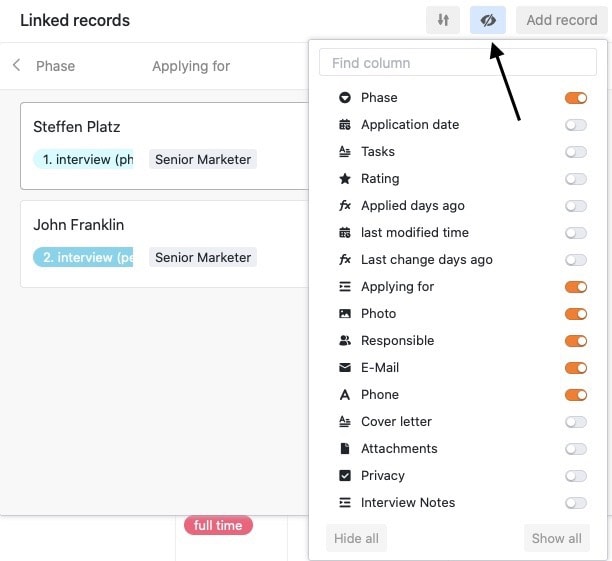 Linked records
Add record
Phase
Applying for
Steffen Platz
1. interview (ph
Senior Marketer
John Franklin
2. interview (pe
Senior Marketer
full time
Find column
Phase
Application date
Tasks
Rating
Applied days ago
last modified time
Last change days ago
Applying for
Photo
Responsible
E-Mail
Phone
Cover letter
Attachments
Privacy
Interview Notes
Hide all
Show all